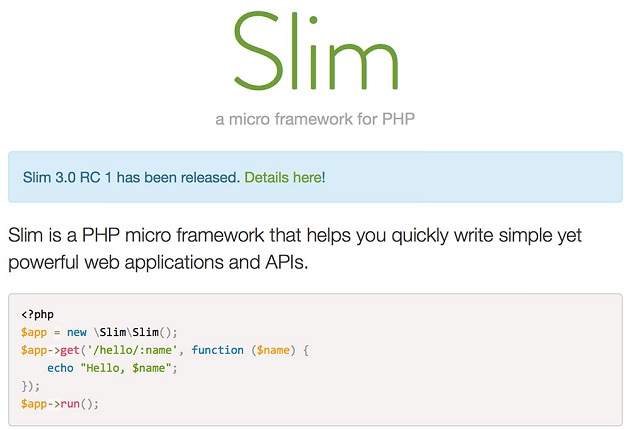 Slim
a micro framework for PHP
Slim 3.0 RC 1 has been released. Details here!
Slim is a PHP micro framework that helps you quickly write simple yet
powerful web applications and APIs.
<?php
$app = new \Slim\Slim();
$app->get('/hello/:name', function ($name) {
    echo "Hello, $name";
});
$app->run();